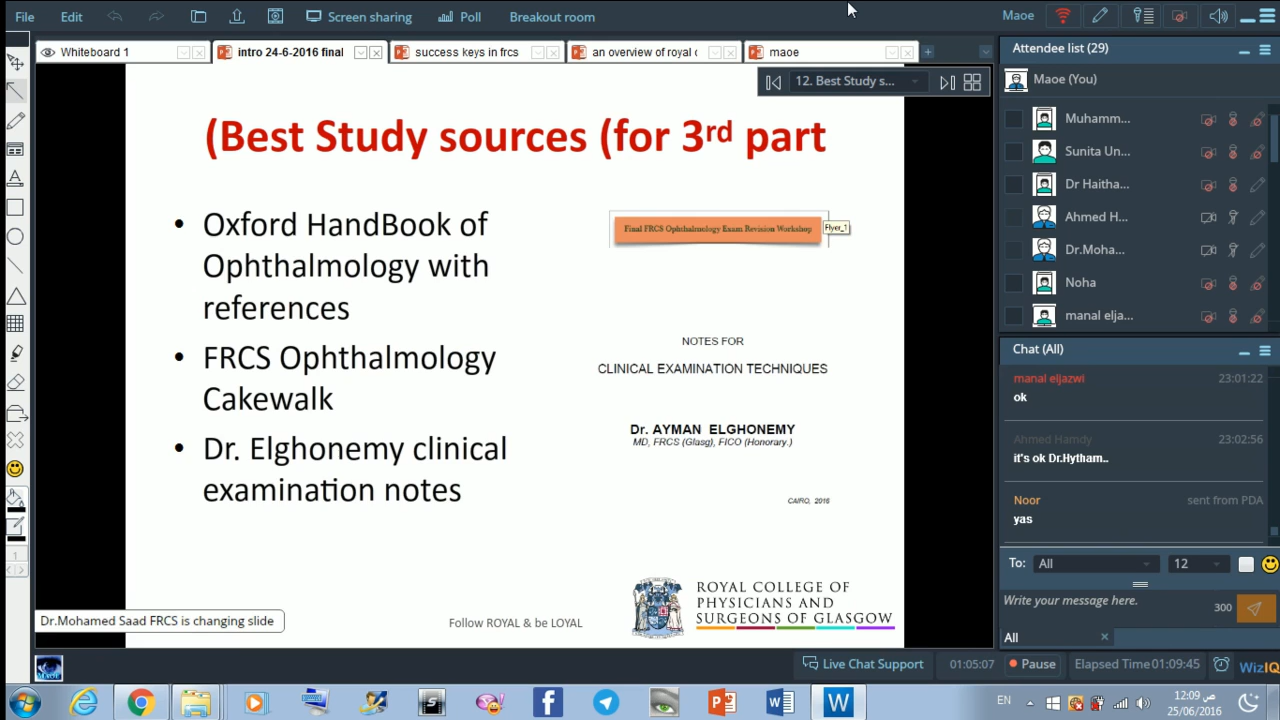 File Edit Screen sharing Poll Breakout room Maoe
Whiteboard 1
intro 24-6-2016 final
success keys in frcs
an overview of royal c
maoe
12. Best Study s...
(Best Study sources (for 3rd part
• Oxford HandBook of
Ophthalmology with
references
• FRCS Ophthalmology
Cakewalk
• Dr. Elghonemy clinical
examination notes
Final FRCS Ophthalmology Exam Revision Workshop
Flyer_1
NOTES FOR
CLINICAL EXAMINATION TECHNIQUES
Dr. AYMAN ELGHONEMY
MD, FRCS (Glasg), FICO (Honorary.)
CAIRO, 2016
Follow ROYAL & be LOYAL
ROYAL COLLEGE OF
PHYSICIANS AND
SURGEONS OF GLASGOW
Dr.Mohamed Saad FRCS is changing slide
Attendee list (29)
Maoe (You)
Muhamm...
Sunita Un...
Dr Haitha...
Ahmed H...
Dr.Moha...
Noha
manal elja...
Chat (All)
manal eljazwi 23:01:22
ok
Ahmed Hamdy 23:02:56
it's ok Dr.Hytham..
Noor sent from PDA
yas
To: All 12
Write your message here. 300
All
MAOE
Live Chat Support 01:05:07 Pause Elapsed Time 01:09:45 WizIQ
EN
12:09 ص
25/06/2016